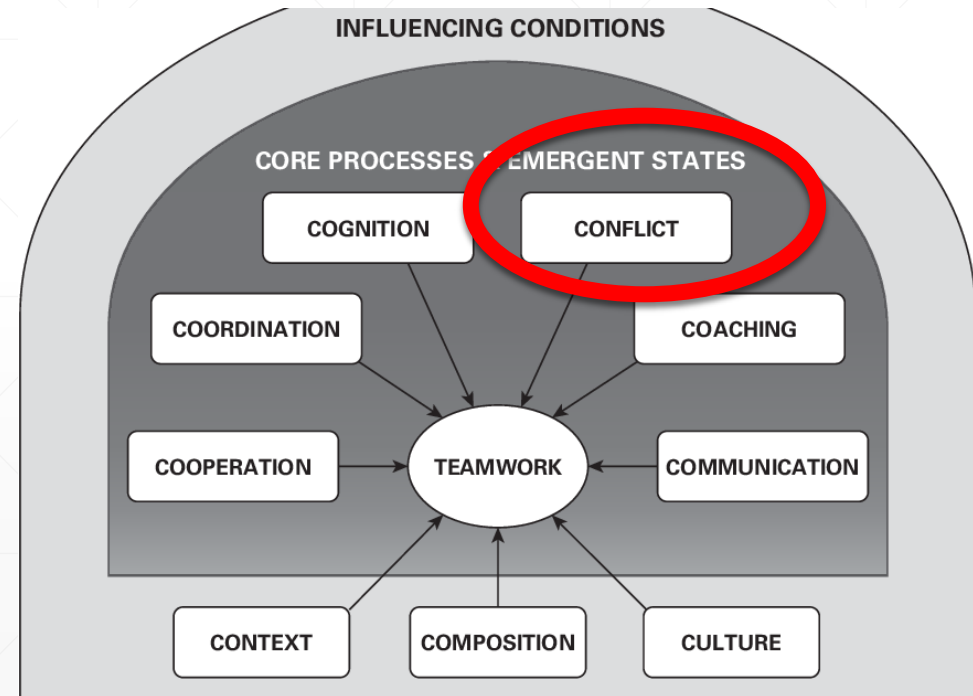 INFLUENCING CONDITIONS
CORE PROCESSES & EMERGENT STATES
COGNITION
CONFLICT
COORDINATION
COACHING
COOPERATION
TEAMWORK
COMMUNICATION
CONTEXT
COMPOSITION
CULTURE